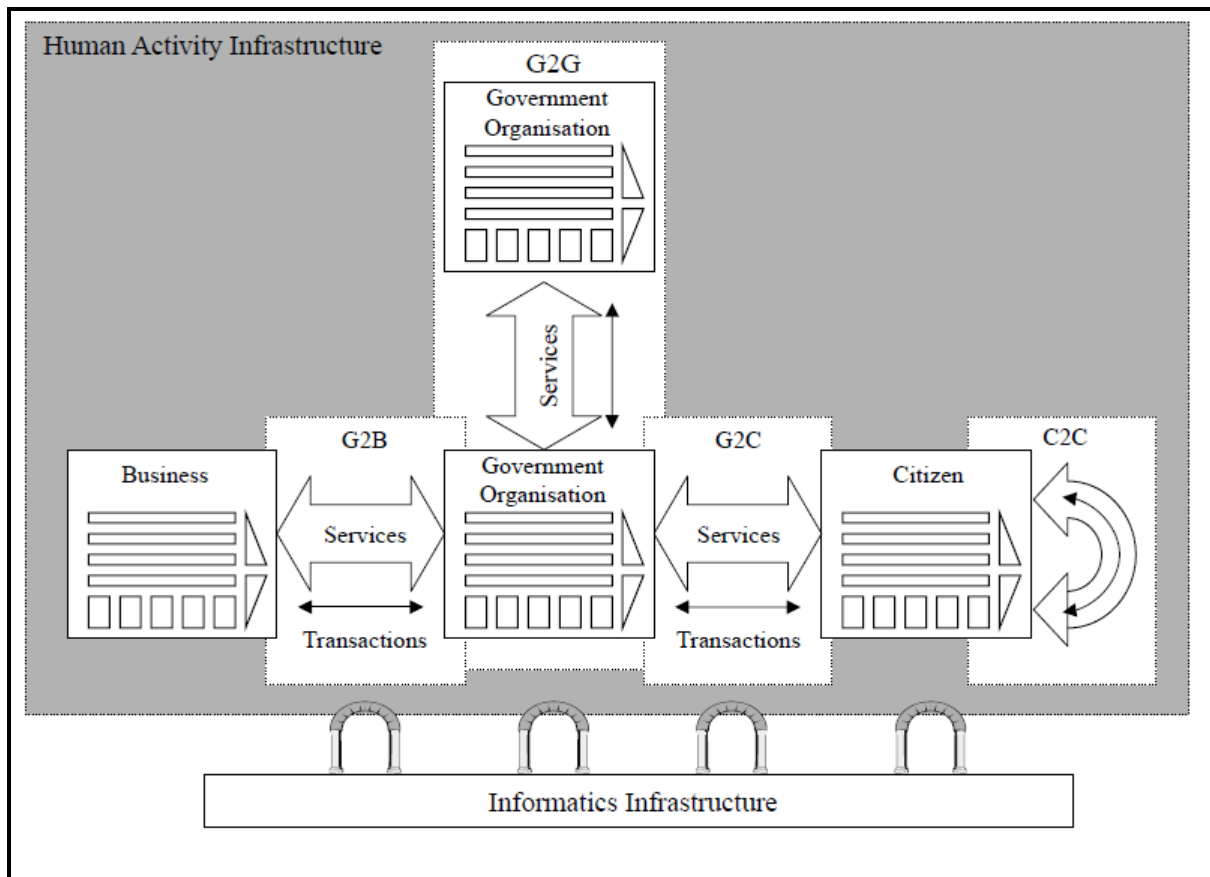 Human Activity Infrastructure
G2G
Government
Organisation
Services
G2B
G2C
C2C
Business
Government
Organisation
Citizen
Services
Services
Transactions
Transactions
Informatics Infrastructure